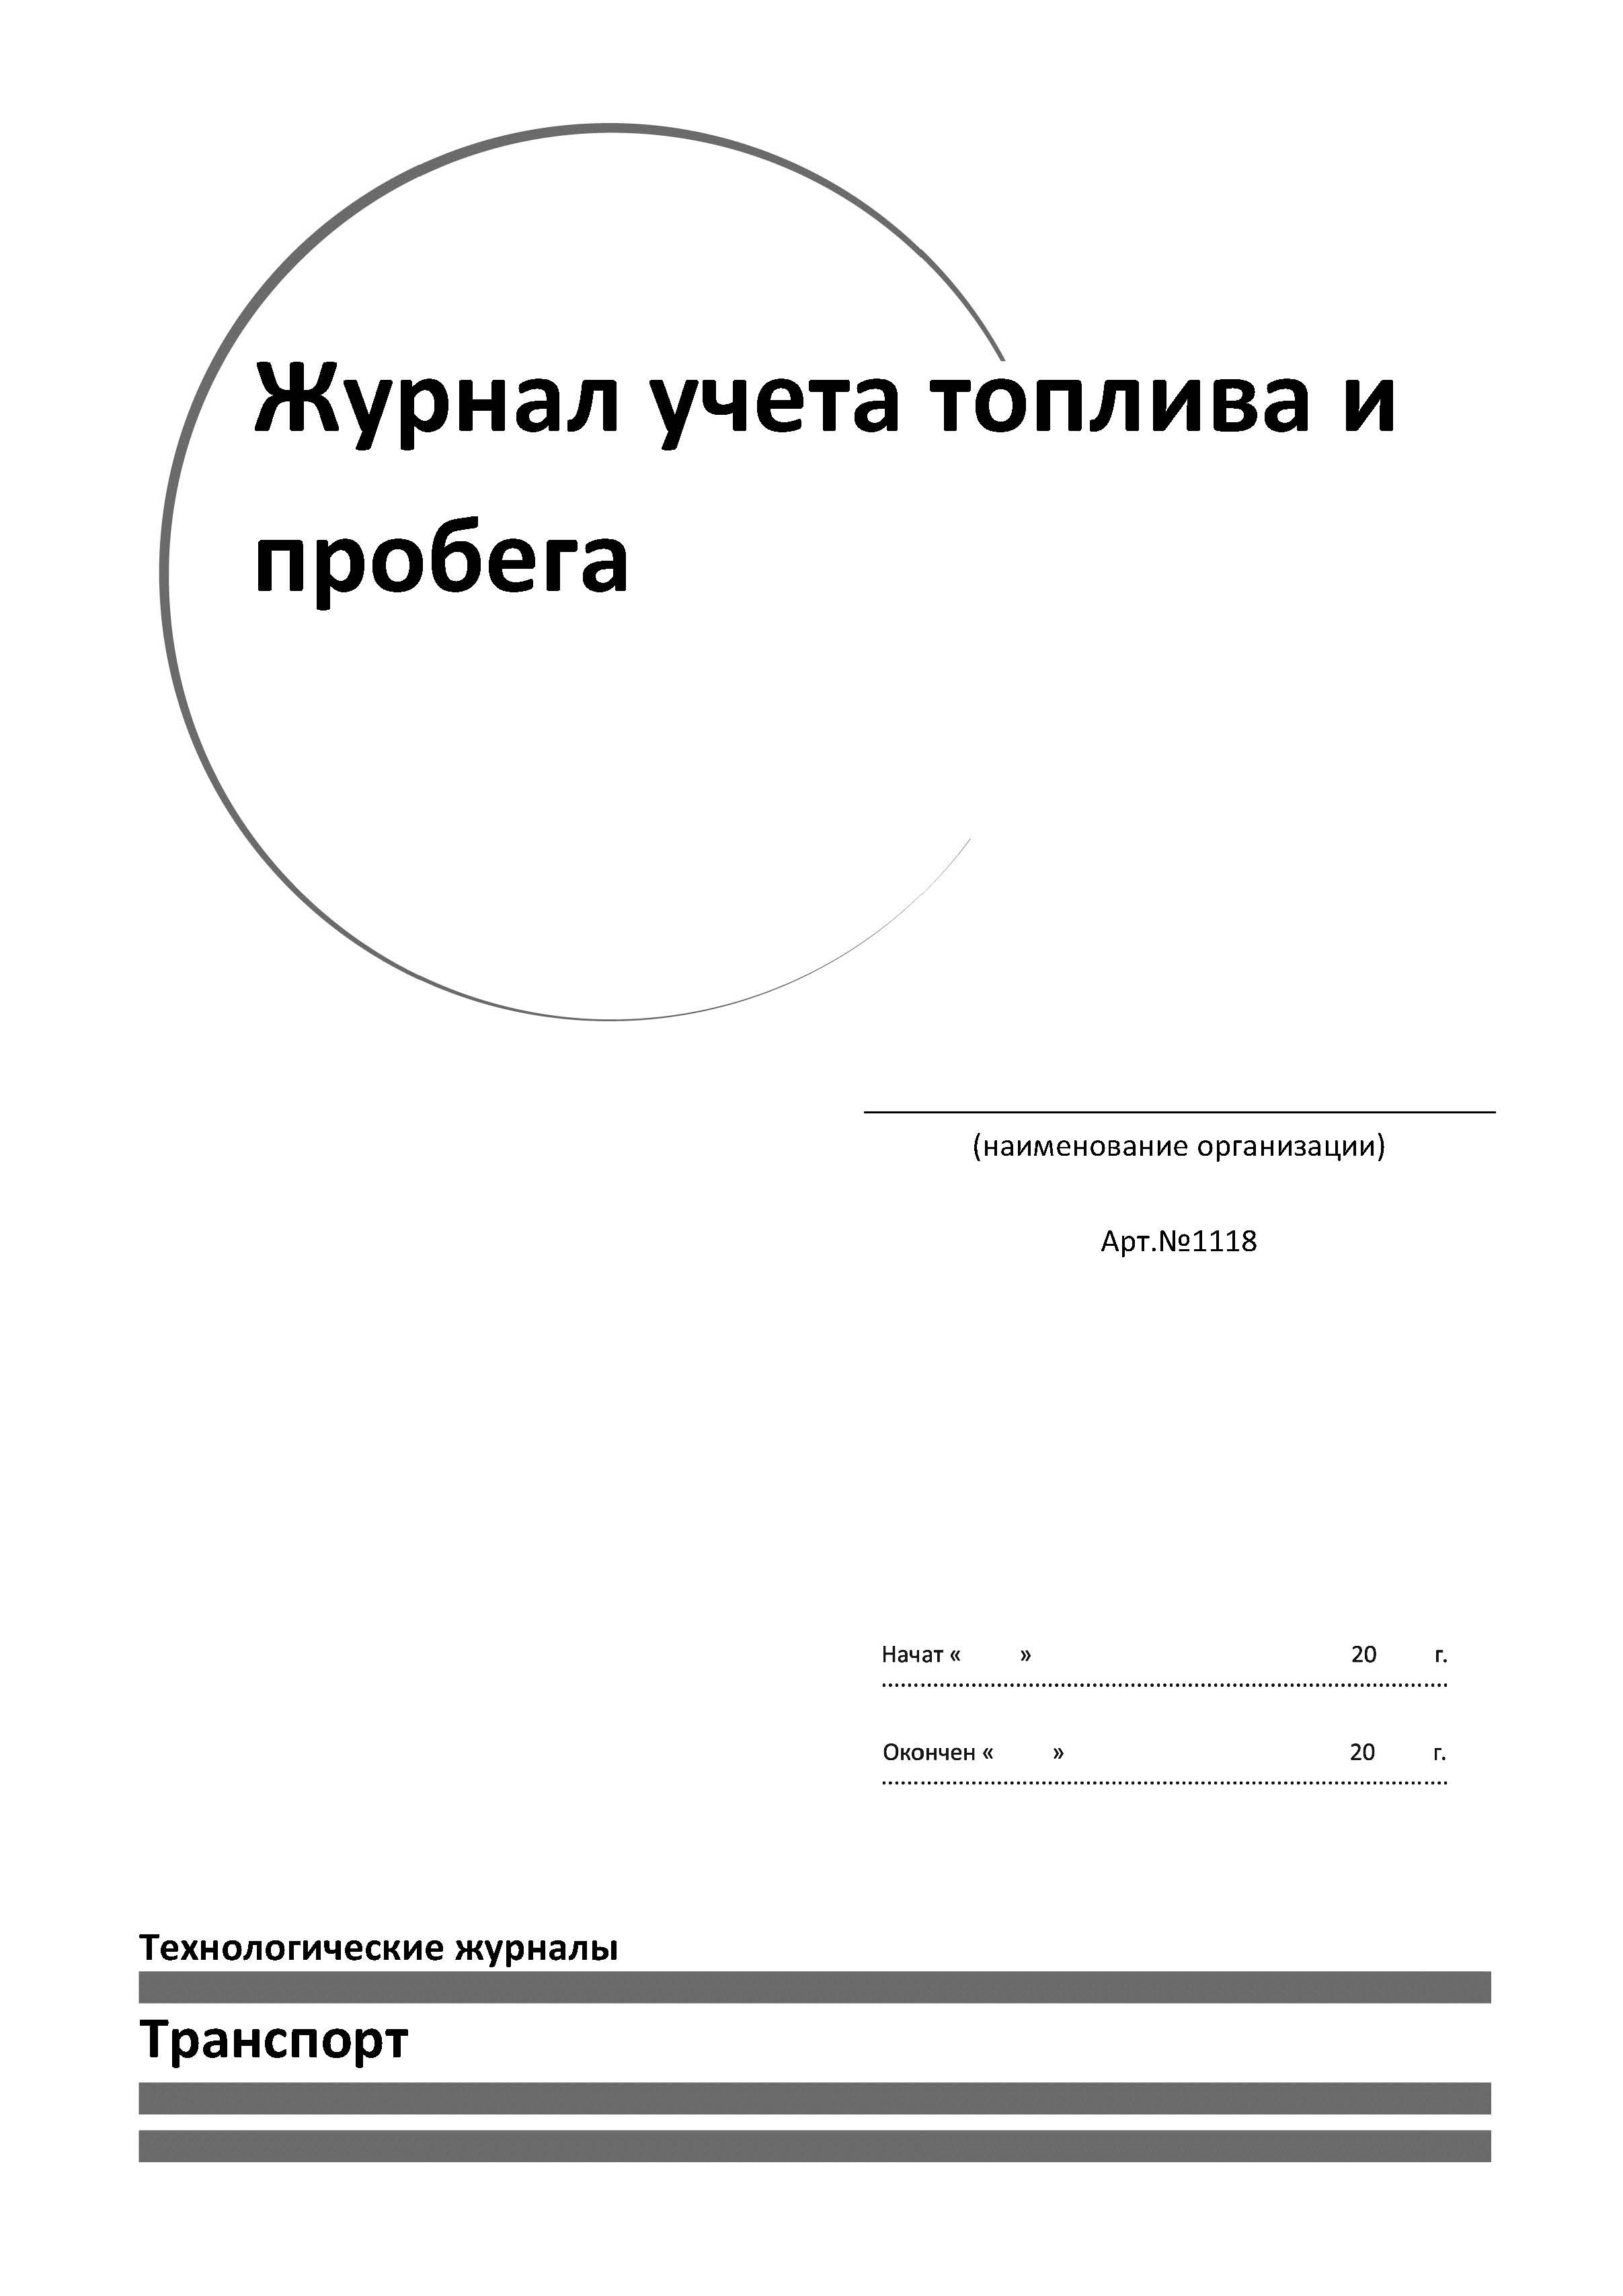 Журнал учета топлива и
пробега
(наименование организации)
Арт.№1118
Начат « » 20 г.
Окончен « » 20 г.
Технологические журналы
Транспорт